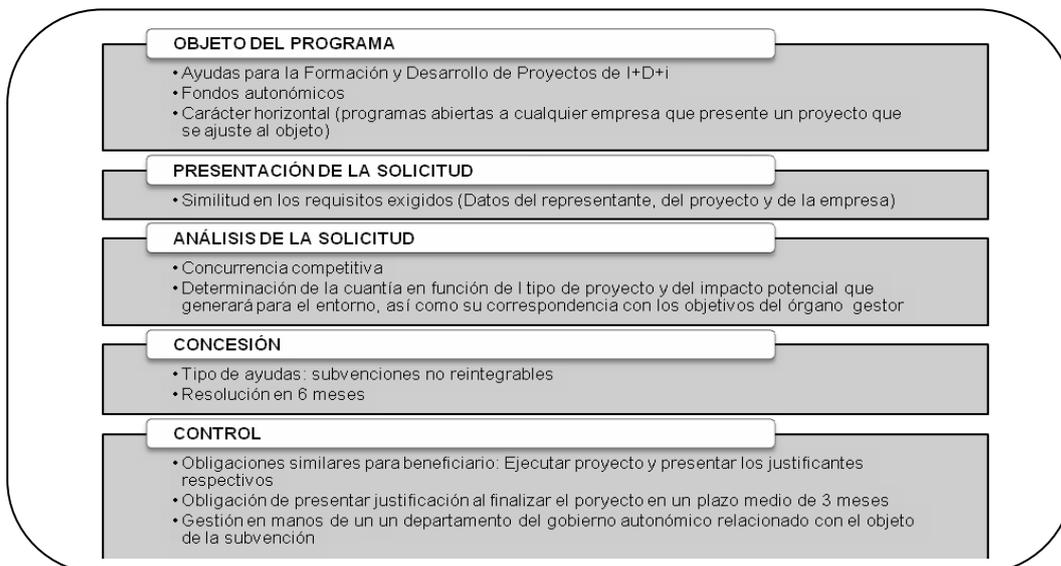 OBJETO DEL PROGRAMA
• Ayudas para la Formación y Desarrollo de Proyectos de I+D+i
• Fondos autonómicos
• Carácter horizontal (programas abiertas a cualquier empresa que presente un proyecto que
se ajuste al objeto)
PRESENTACIÓN DE LA SOLICITUD
• Similitud en los requisitos exigidos (Datos del representante, del proyecto y de la empresa)
ANÁLISIS DE LA SOLICITUD
• Concurrencia competitiva
• Determinación de la cuantía en función de l tipo de proyecto y del impacto potencial que
generará para el entorno, así como su correspondencia con los objetivos del órgano gestor
CONCESIÓN
• Tipo de ayudas: subvenciones no reintegrables
• Resolución en 6 meses
CONTROL
• Obligaciones similares para beneficiario: Ejecutar proyecto y presentar los justificantes
respectivos
• Obligación de presentar justificación al finalizar el poryecto en un plazo medio de 3 meses
• Gestión en manos de un un departamento del gobierno autonómico relacionado con el objeto
de la subvención